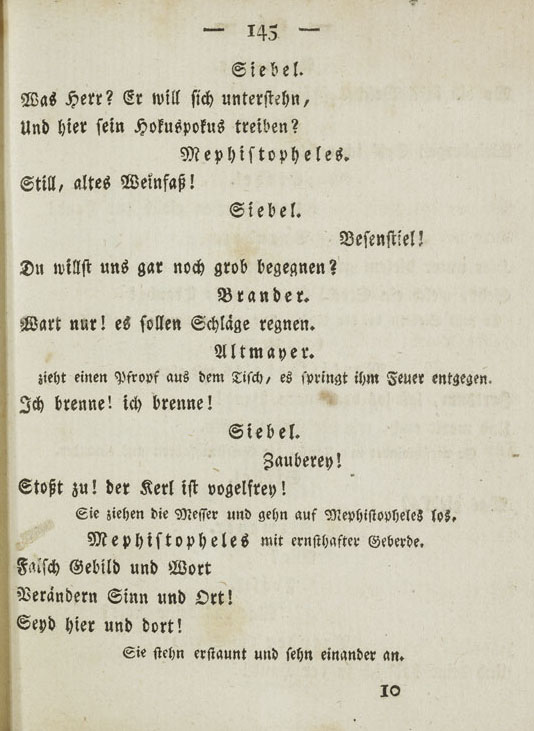 — 145 —
Siebel.
Was Herr? Er will sich unterstehn,
Und hier sein Hokuspokus treiben?
Mephistopheles.
Still, altes Weinfaß!
Siebel.
Besenstiel!
Du willst uns gar noch grob begegnen?
Brander.
Wart nur! es sollen Schläge regnen.
Altmayer.
zieht einen Pfropf aus dem Tisch, es springt ihm Feuer entgegen.
Ich brenne! ich brenne!
Siebel.
Zauberey!
Stoßt zu! der Kerl ist vogelfrey!
Sie ziehen die Messer und gehn auf Mephistopheles los.
Mephistopheles mit ernsthafter Geberde.
Falsch Gebild und Wort
Verändern Sinn und Ort!
Seyd hier und dort!
Sie stehn erstaunt und sehn einander an.
10